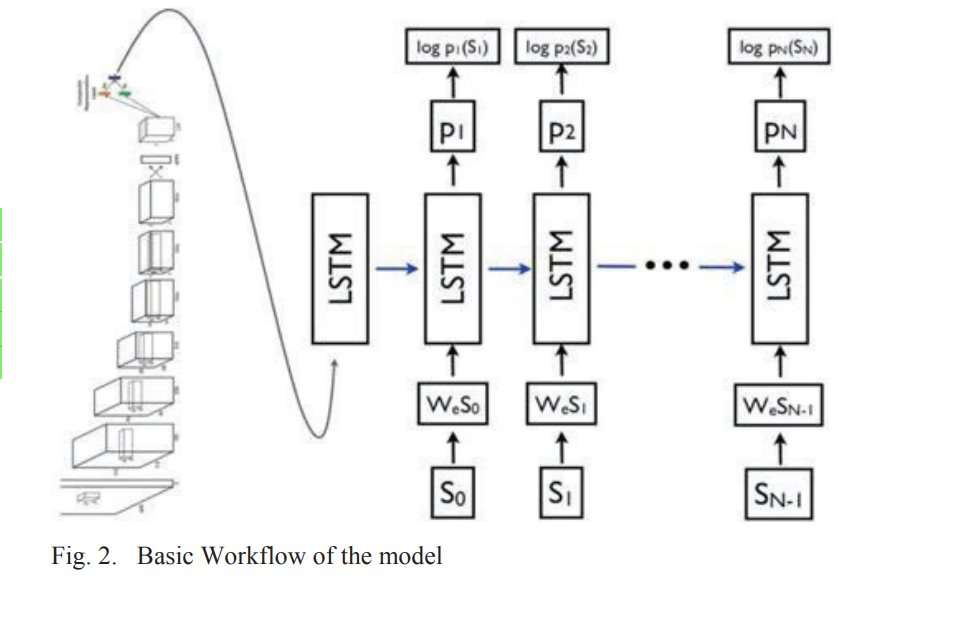 log p1(S1) log p2(S2) log pN(SN)
p1 p2 pN
LSTM LSTM LSTM LSTM
WeS0 WeS1 WeSN-1
S0 S1 SN-1
Fig. 2. Basic Workflow of the model